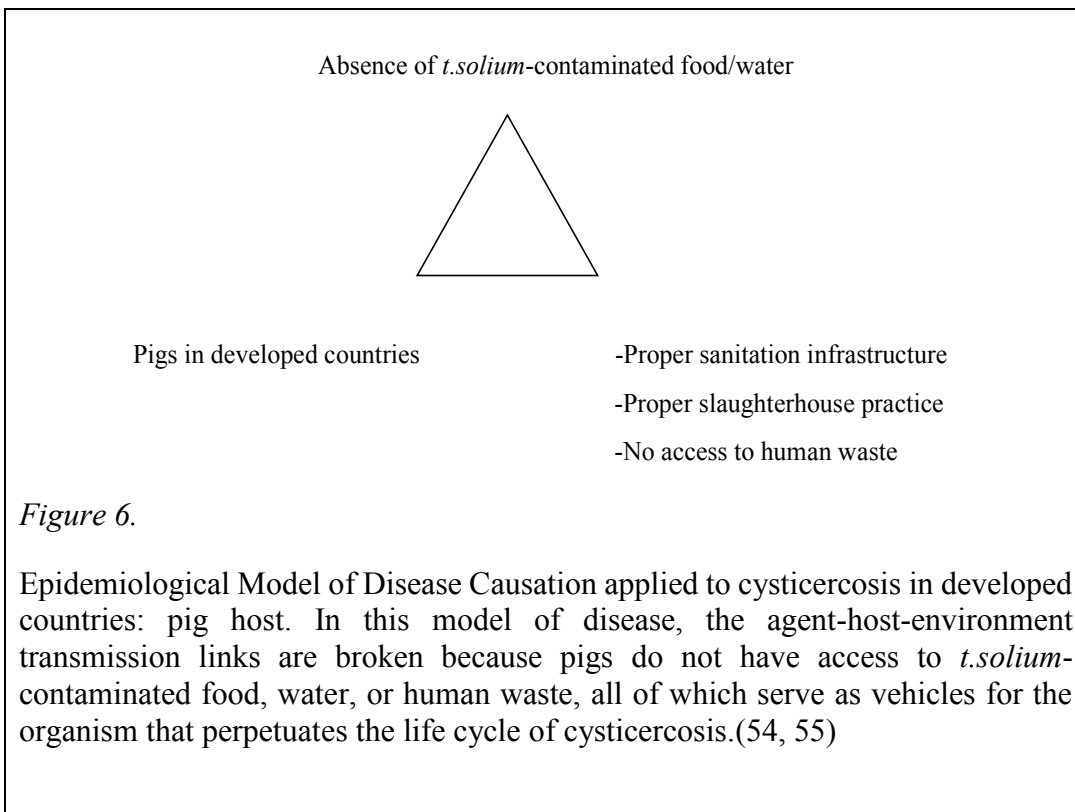 Absence of t.solium-contaminated food/water
Pigs in developed countries
-Proper sanitation infrastructure
-Proper slaughterhouse practice
-No access to human waste
Figure 6.
Epidemiological Model of Disease Causation applied to cysticercosis in developed
countries: pig host. In this model of disease, the agent-host-environment
transmission links are broken because pigs do not have access to t.solium-
contaminated food, water, or human waste, all of which serve as vehicles for the
organism that perpetuates the life cycle of cysticercosis.(54, 55)